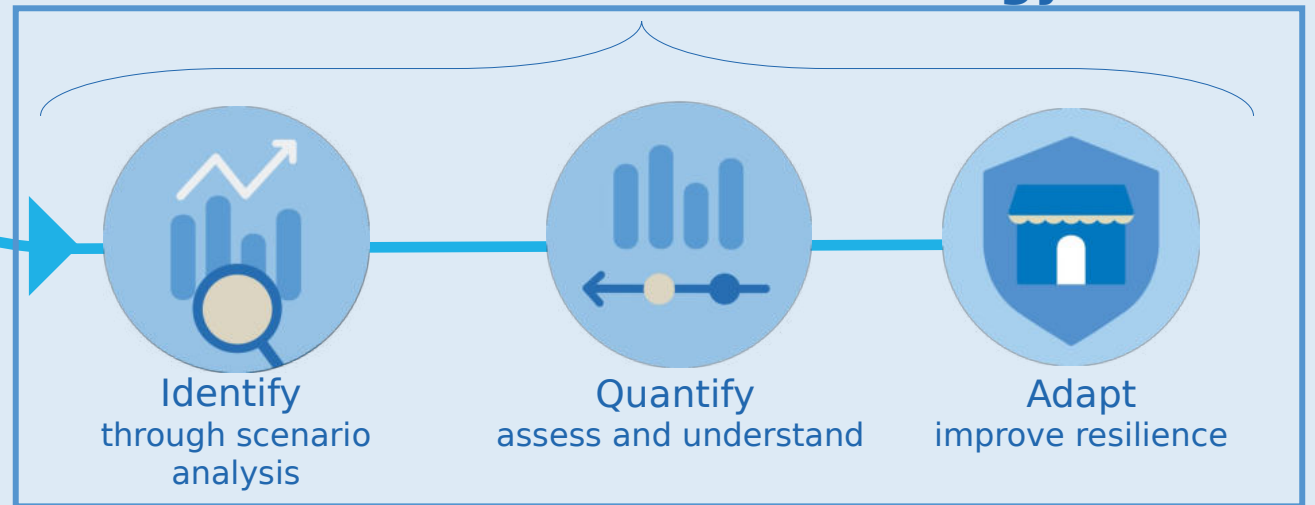 Identify
through scenario
analysis
Quantify
assess and understand
Adapt
improve resilience